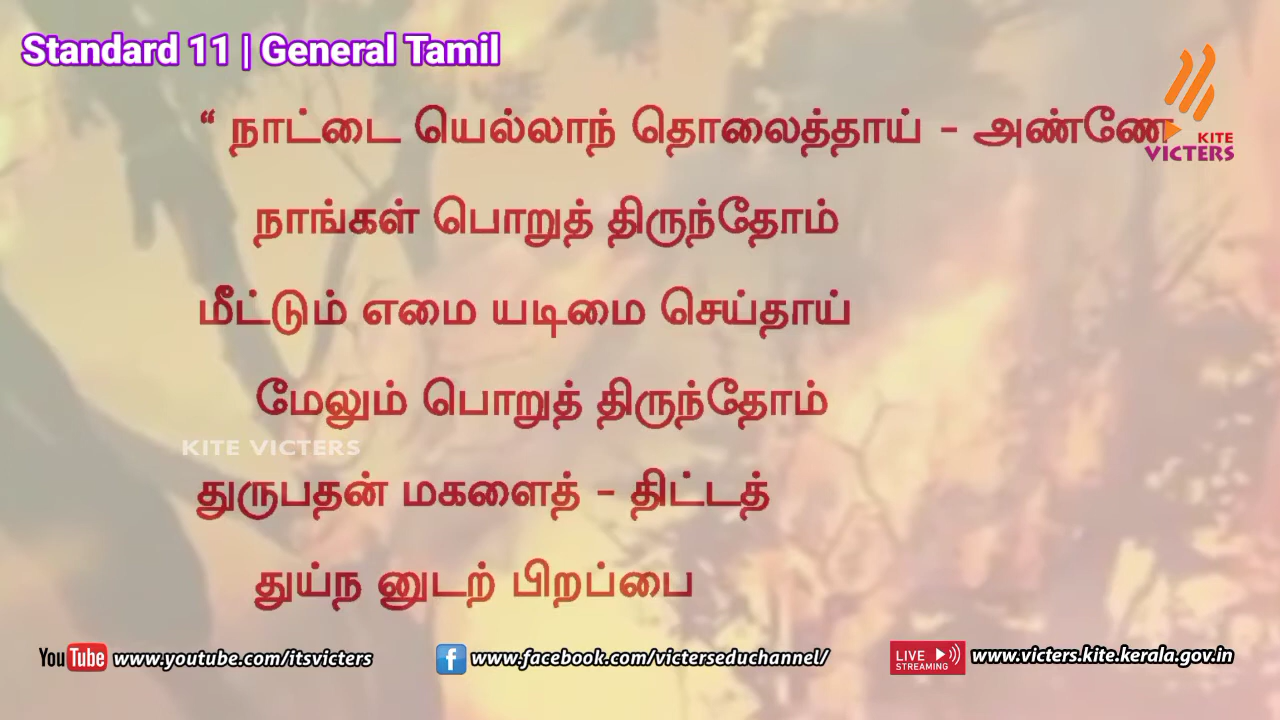 Standard 11 | General Tamil
“ நாட்டை யெல்லாந் தொலைத்தாய் - அண்ணே
KITE
VICTERS
நாங்கள் பொறுத் திருந்தோம்
மீட்டும் எமை யடிமை செய்தாய்
மேலும் பொறுத் திருந்தோம்
KITE VICTERS
துருபதன் மகளைத் - திட்டத்
துய்ந னுடற் பிறப்பை
YouTube www.youtube.com/itsvicters
f www.facebook.com/victerseduchannel/
LIVE STREAMING www.victers.kite.kerala.gov.in